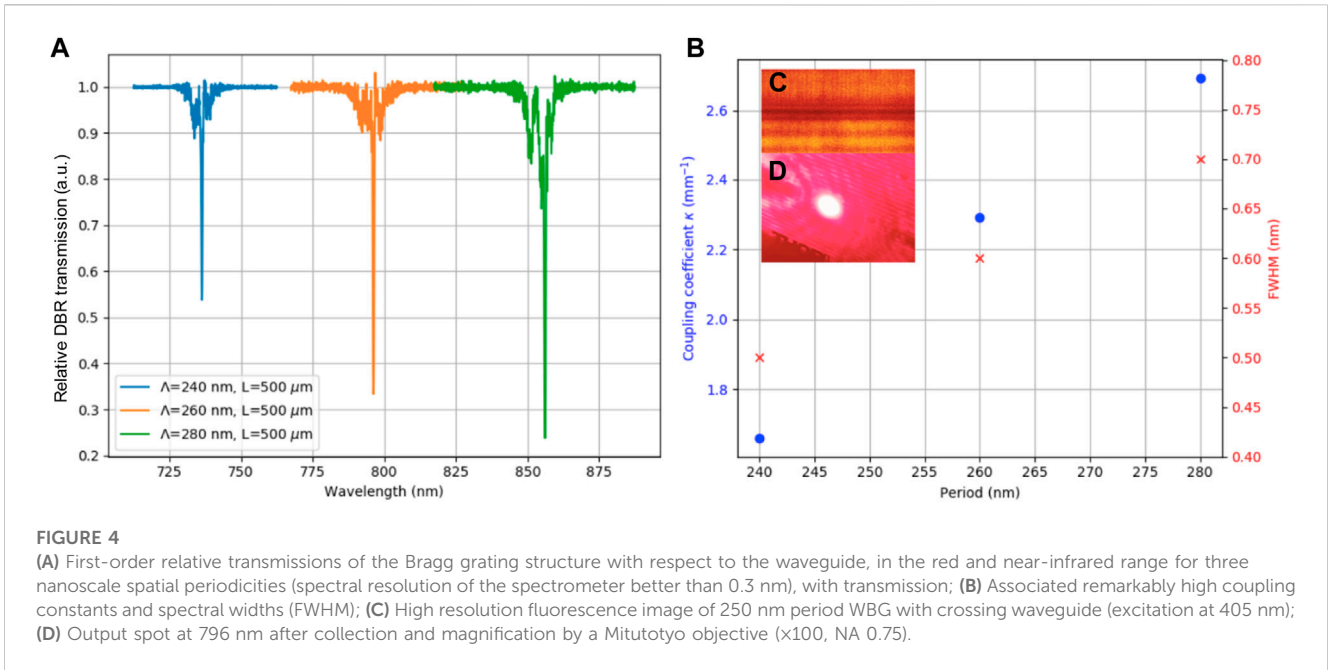 A
Relative DBR transmission (a.u.)
1.0
0.9
0.8
0.7
0.6
0.5
0.4
0.3
0.2
Λ=240 nm, L=500 μm
Λ=260 nm, L=500 μm
Λ=280 nm, L=500 μm
725 750 775 800 825 850 875
Wavelength (nm)
B
Coupling coefficient κ (mm⁻¹)
2.6
2.4
2.2
2.0
1.8
C
D
0.80
0.75
0.70
0.65
0.60
0.55
0.50
0.45
0.40
FWHM (nm)
240 245 250 255 260 265 270 275 280
Period (nm)
FIGURE 4
(A) First-order relative transmissions of the Bragg grating structure with respect to the waveguide, in the red and near-infrared range for three
nanoscale spatial periodicities (spectral resolution of the spectrometer better than 0.3 nm), with transmission; (B) Associated remarkably high coupling
constants and spectral widths (FWHM); (C) High resolution fluorescence image of 250 nm period WBG with crossing waveguide (excitation at 405 nm);
(D) Output spot at 796 nm after collection and magnification by a Mitutotyo objective (×100, NA 0.75).